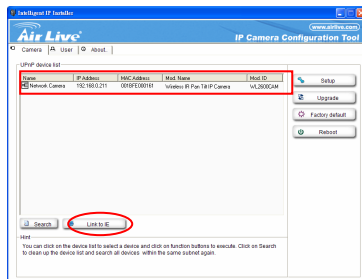 Intelligent IP Installer
Air Live®
www.airlive.com
IP Camera Configuration Tool
Camera User About.
UPnP device list
Name IP Address MAC Address Mod. Name Mod ID
Network Camera 192.168.0.211 001BFE000161 Wireless IR Pan Tilt IP Camera WL2600CAM
Setup
Upgrade
Factory default
Reboot
Search Link to IE
Hint
You can click on the device list to select a device and click on function buttons to execute. Click on Search
to clean up the device list and search all devices within the same subnet again.